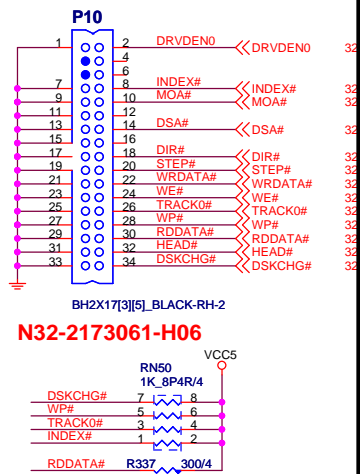 P10
1 2 DRVDEN0 DRVDEN0 32
4
6
7 8 INDEX# INDEX# 32
9 10 MOA# MOA# 32
11 12
13 14 DSA# DSA# 32
15 16
17 18 DIR# DIR# 32
19 20 STEP# STEP# 32
21 22 WRDATA# WRDATA# 32
23 24 WE# WE# 32
25 26 TRACK0# TRACK0# 32
27 28 WP# WP# 32
29 30 RDDATA# RDDATA# 32
31 32 HEAD# HEAD# 32
33 34 DSKCHG# DSKCHG# 32
BH2X17[3][5]_BLACK-RH-2
N32-2173061-H06
VCC5
RN50
1K_8P4R/4
DSKCHG# 7 8
WP# 5 6
TRACK0# 3 4
INDEX# 1 2
RDDATA# R337 300/4